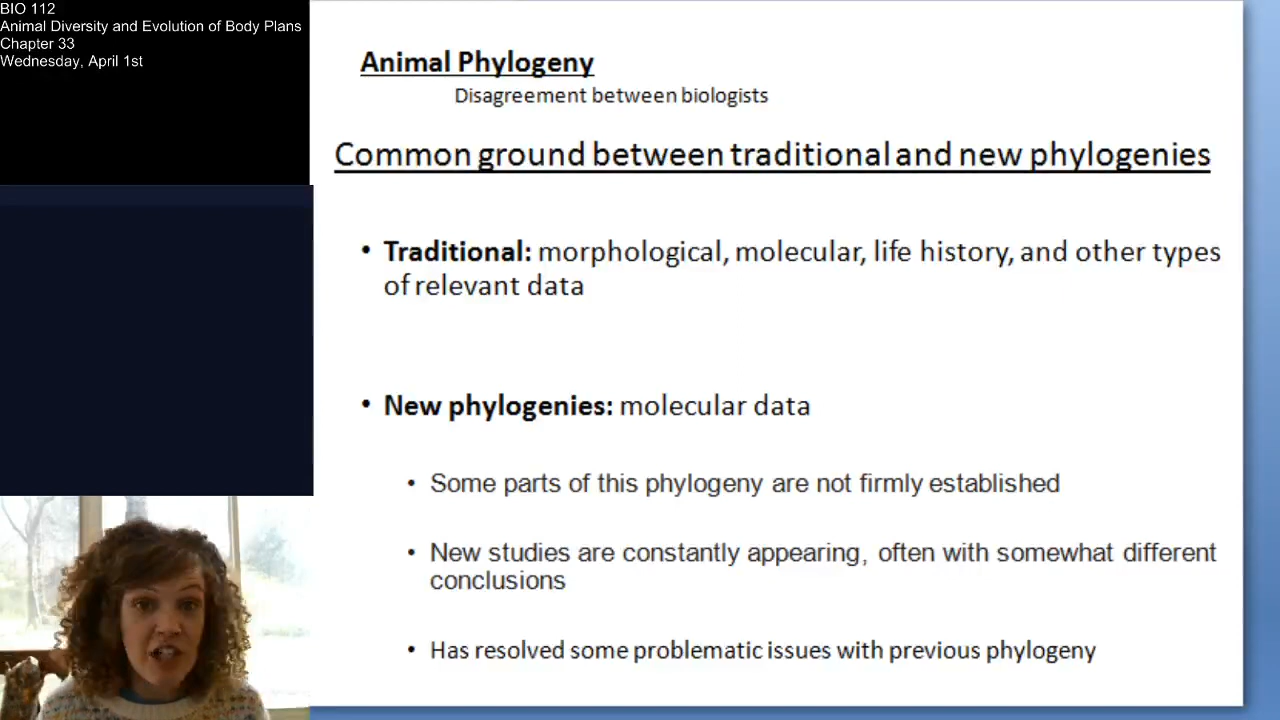 BIO 112
Animal Diversity and Evolution of Body Plans
Chapter 33
Wednesday, April 1st
Animal Phylogeny
Disagreement between biologists
Common ground between traditional and new phylogenies
• Traditional: morphological, molecular, life history, and other types
of relevant data
• New phylogenies: molecular data
• Some parts of this phylogeny are not firmly established
• New studies are constantly appearing, often with somewhat different
conclusions
• Has resolved some problematic issues with previous phylogeny